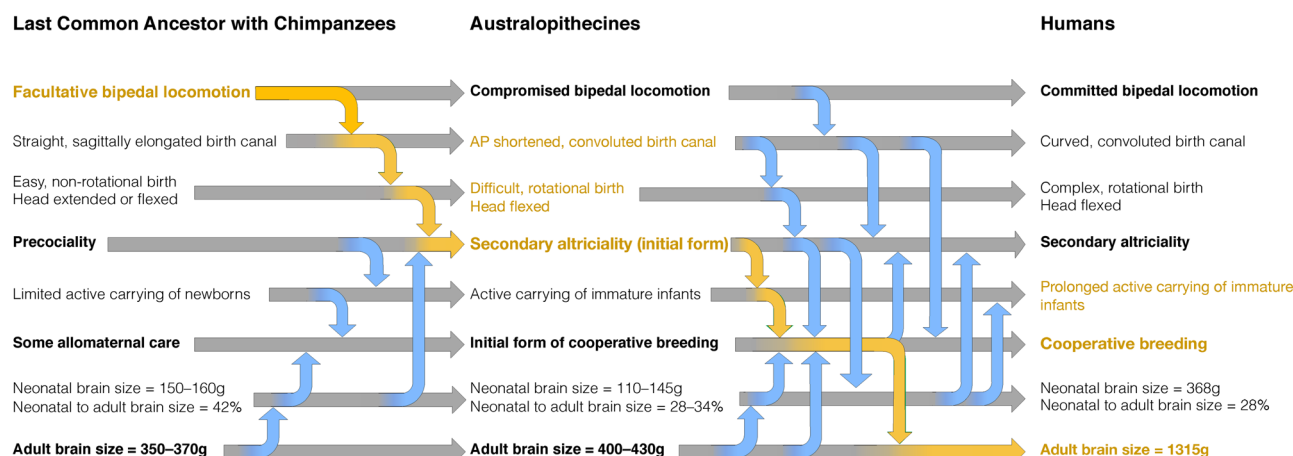 Last Common Ancestor with Chimpanzees
Australopithecines
Humans
Facultative bipedal locomotion
Compromised bipedal locomotion
Committed bipedal locomotion
Straight, sagittally elongated birth canal
AP shortened, convoluted birth canal
Curved, convoluted birth canal
Easy, non-rotational birth
Head extended or flexed
Difficult, rotational birth
Head flexed
Complex, rotational birth
Head flexed
Precociality
Secondary altriciality (initial form)
Secondary altriciality
Limited active carrying of newborns
Active carrying of immature infants
Prolonged active carrying of immature
infants
Some allomaternal care
Initial form of cooperative breeding
Cooperative breeding
Neonatal brain size = 150–160g
Neonatal to adult brain size = 42%
Neonatal brain size = 110–145g
Neonatal to adult brain size = 28–34%
Neonatal brain size = 368g
Neonatal to adult brain size = 28%
Adult brain size = 350–370g
Adult brain size = 400–430g
Adult brain size = 1315g